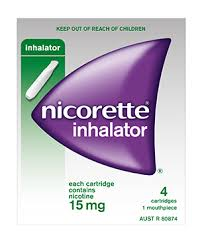 KEEP OUT OF REACH OF CHILDREN
inhalator
nicorette®
inhalator
each cartridge
contains
nicotine
15 mg
4
cartridges
1 mouthpiece
AUST R 80874